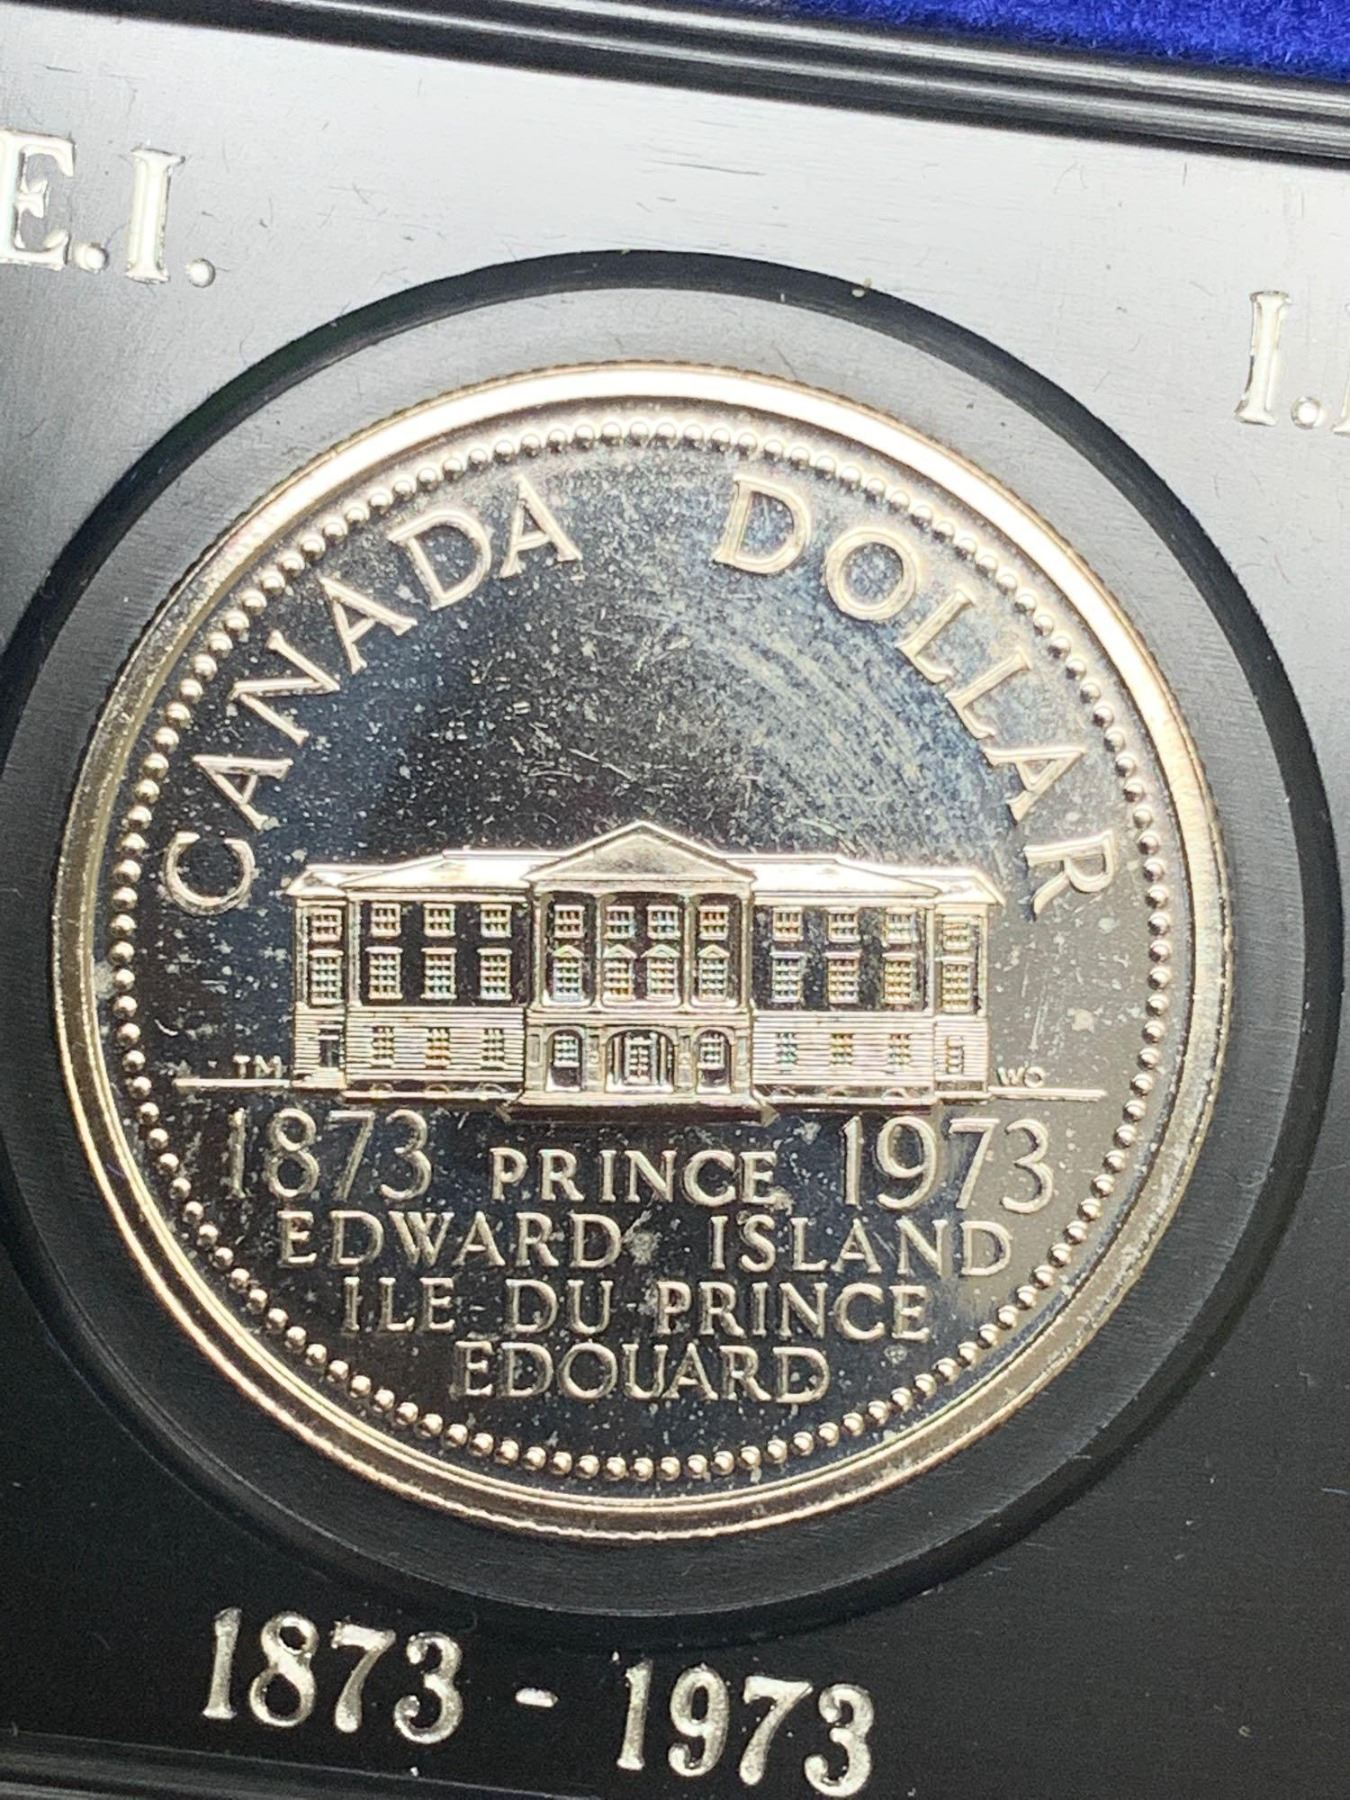 E.I.
I.
CANADA DOLLAR
TM
WO
1873 PRINCE 1973
EDWARD ISLAND
ILE DU PRINCE
EDOUARD
1873 - 1973